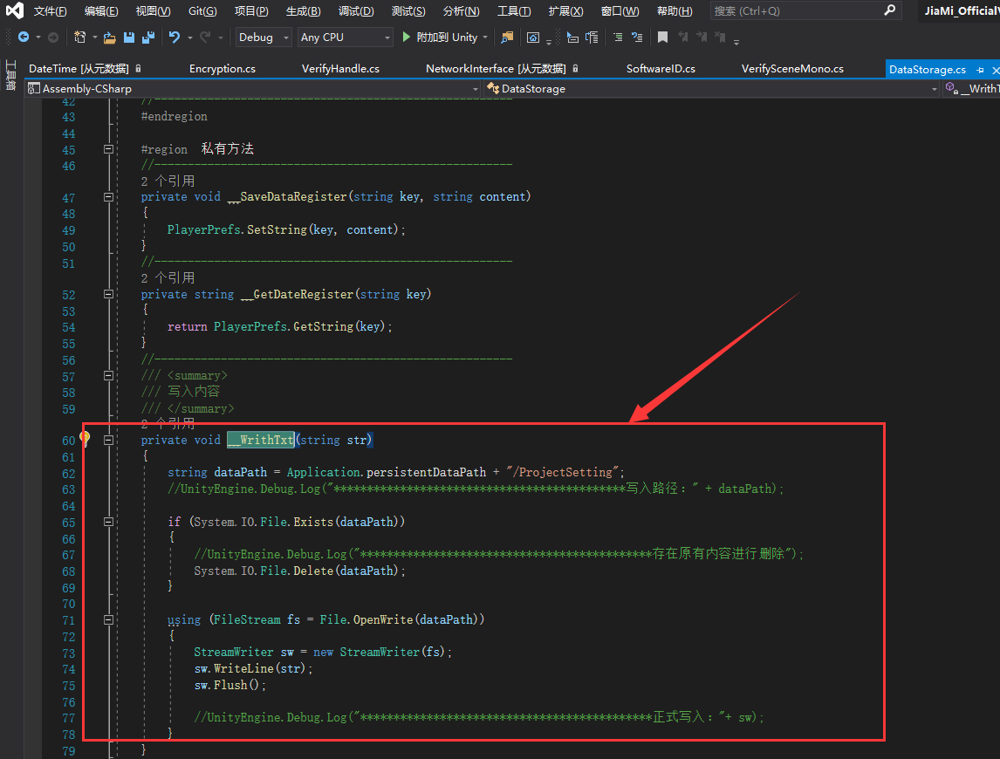 文件(F) 编辑(E) 视图(V) Git(G) 项目(P) 生成(B) 调试(D) 测试(S) 分析(N) 工具(T) 扩展(X) 窗口(W) 帮助(H) 搜索 (Ctrl+Q) JiaMi_Official
Debug Any CPU 附加到 Unity
工具箱
DateTime [从元数据] Encryption.cs VerifyHandle.cs NetworkInterface [从元数据] SoftwareID.cs VerifySceneMono.cs DataStorage.cs
Assembly-CSharp DataStorage __WrithT
42 //------------------------------------------------------
43 #endregion
44
45 #region 私有方法
46 //------------------------------------------------------
2 个引用
47 private void __SaveDataRegister(string key, string content)
48 {
49 PlayerPrefs.SetString(key, content);
50 }
51 //------------------------------------------------------
2 个引用
52 private string __GetDateRegister(string key)
53 {
54 return PlayerPrefs.GetString(key);
55 }
56 //------------------------------------------------------
57 /// <summary>
58 /// 写入内容
59 /// </summary>
2 个引用
60 private void __WrithTxt(string str)
61 {
62 string dataPath = Application.persistentDataPath + "/ProjectSetting";
63 //UnityEngine.Debug.Log("********************************************写入路径：" + dataPath);
64
65 if (System.IO.File.Exists(dataPath))
66 {
67 //UnityEngine.Debug.Log("********************************************存在原有内容进行删除");
68 System.IO.File.Delete(dataPath);
69 }
70
71 using (FileStream fs = File.OpenWrite(dataPath))
72 {
73 StreamWriter sw = new StreamWriter(fs);
74 sw.WriteLine(str);
75 sw.Flush();
76
77 //UnityEngine.Debug.Log("********************************************正式写入："+ sw);
78 }
79 }